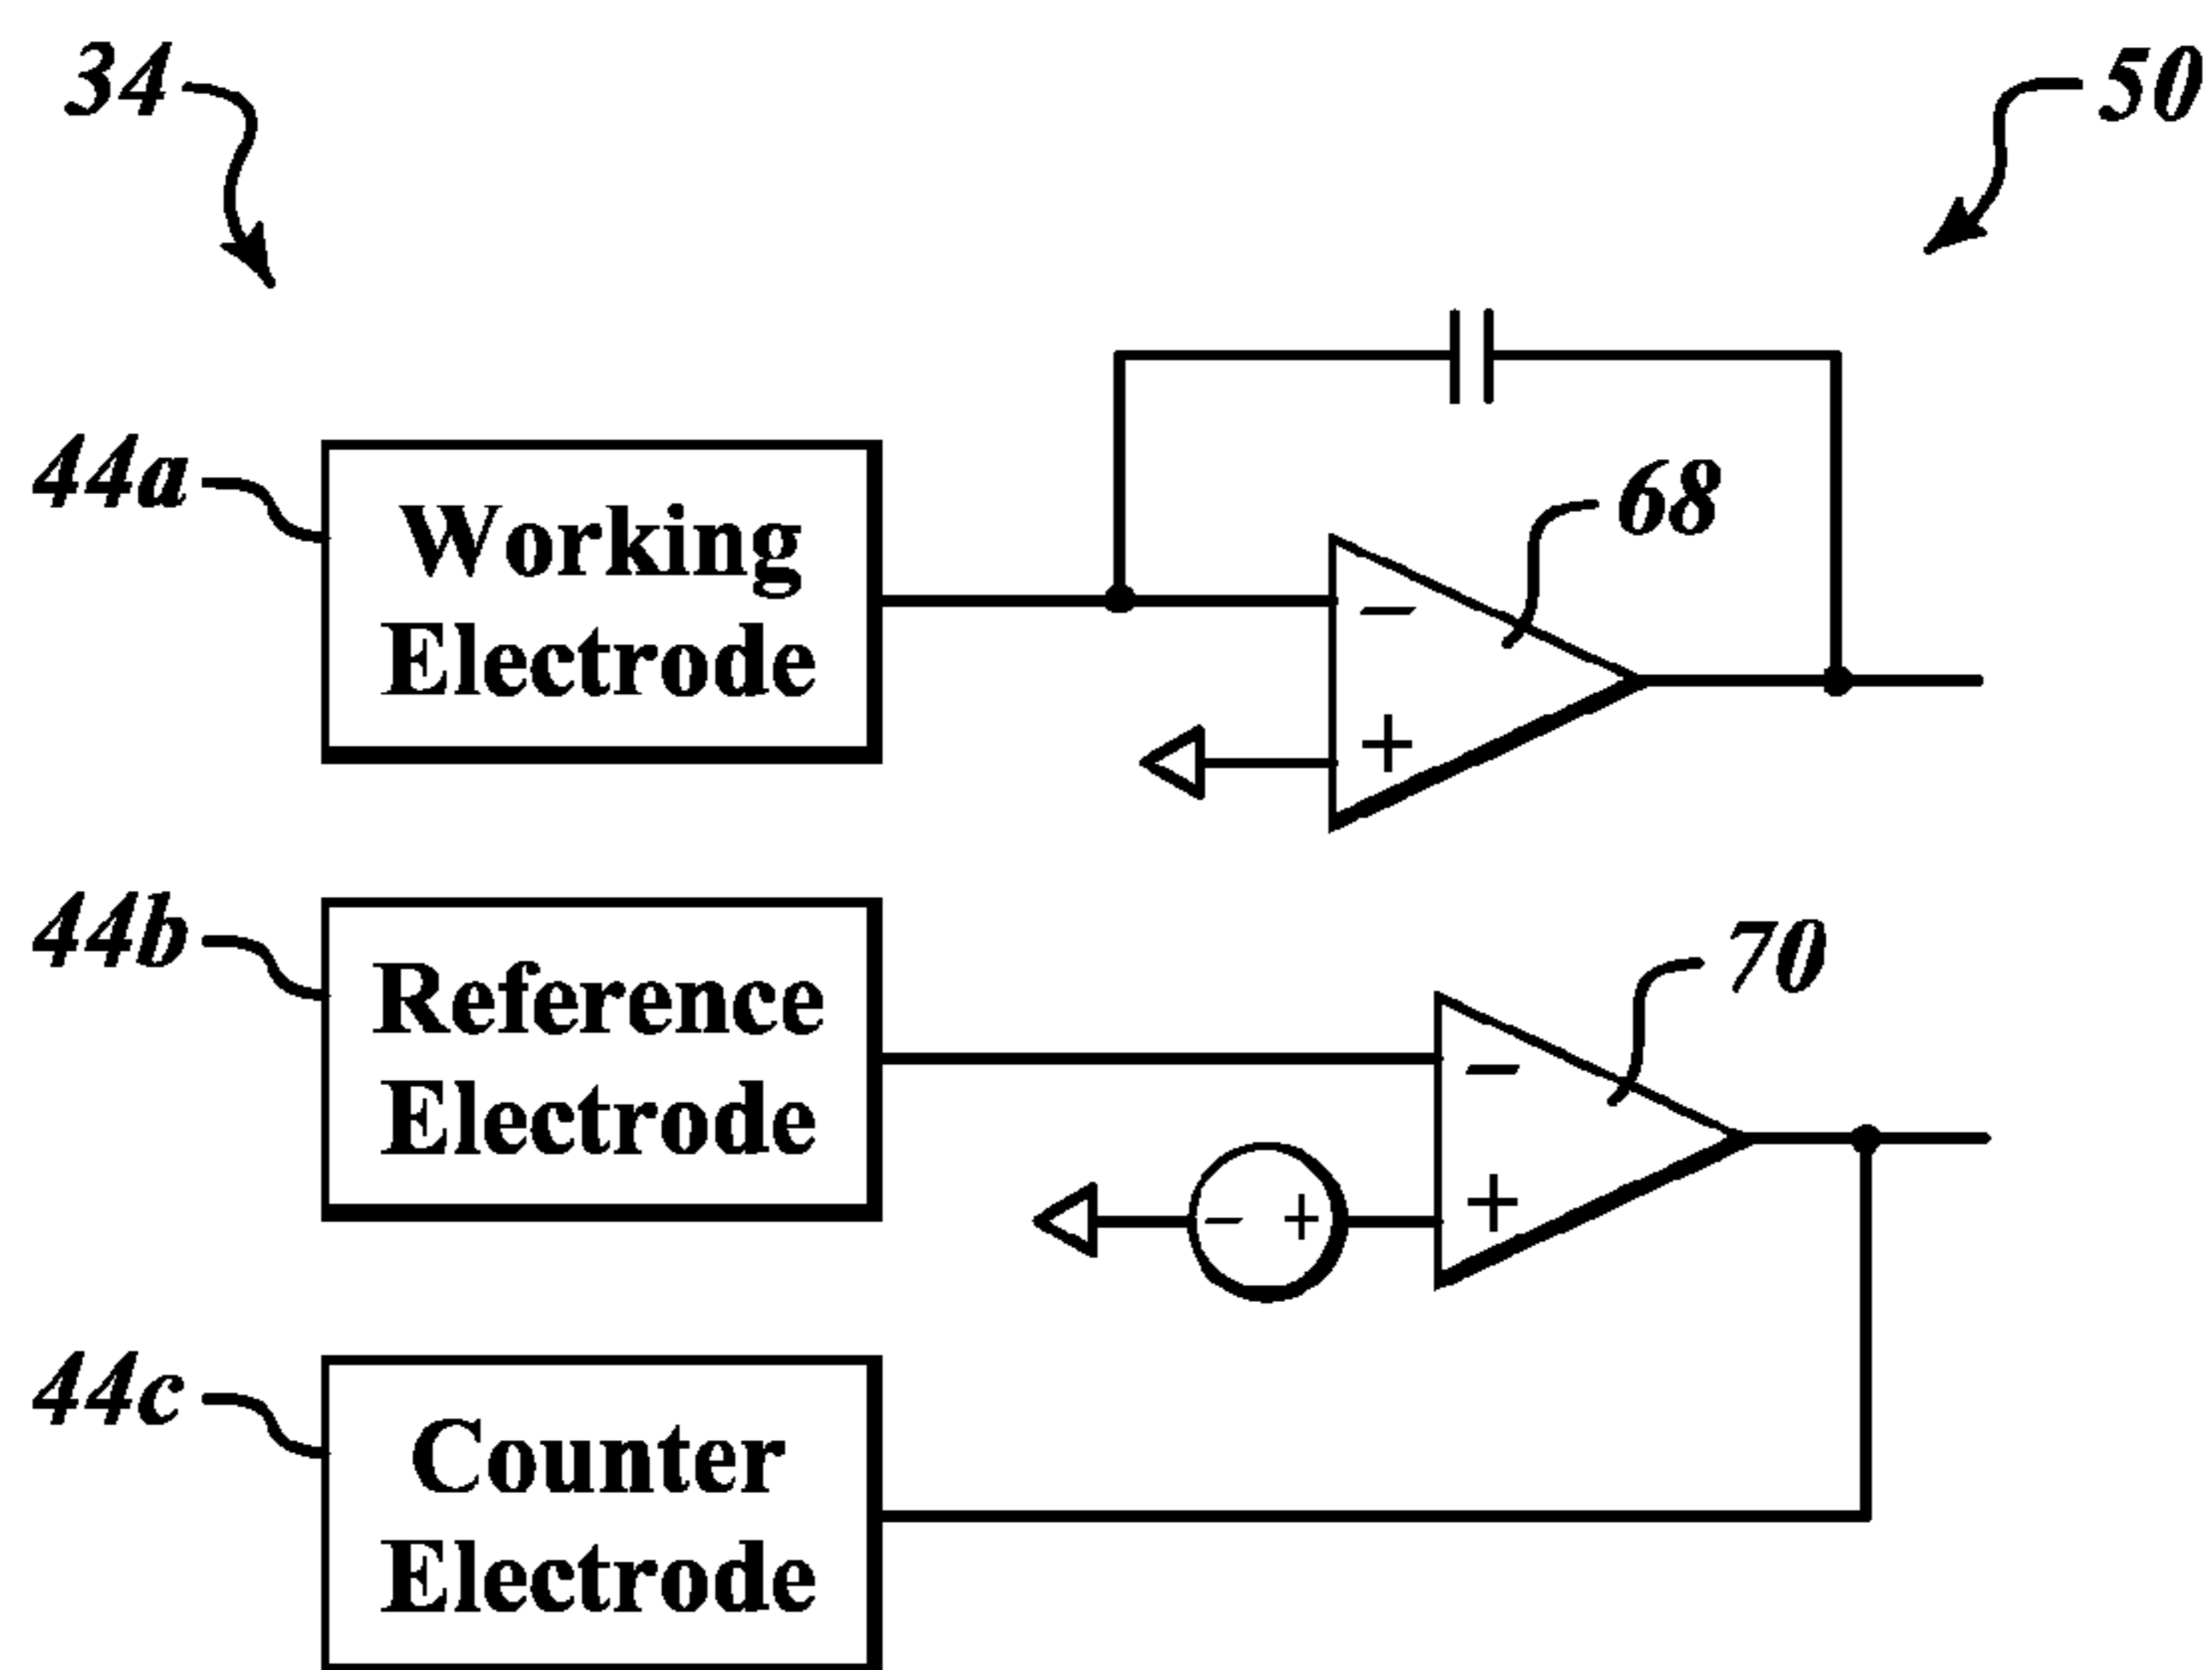 34
50
44a
Working
Electrode
68
−
+
44b
Reference
Electrode
70
−
+
− +
44c
Counter
Electrode